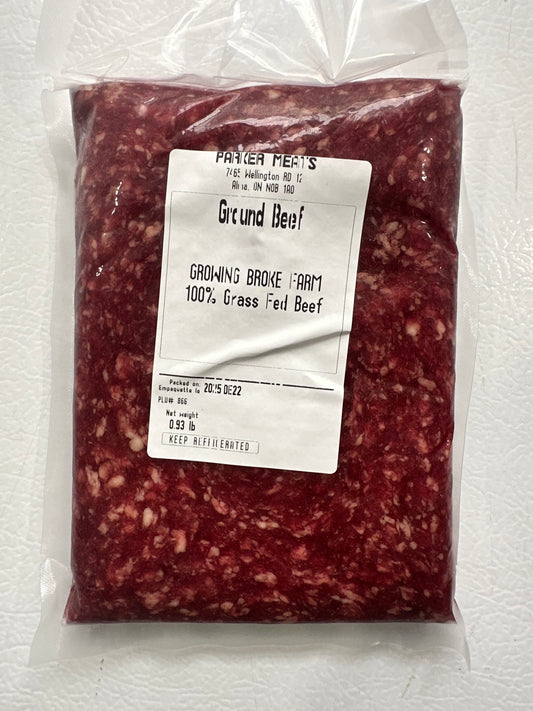 PARKER MEATS
7465 Wellington RD 12
Alma, ON N0B 1A0
Ground Beef
GROWING BROKE FARM
100% Grass Fed Beef
Packed on:
Empaquette le 2025 DE22
PLU# 866
Net Weight
0.93 lb
KEEP REFRIGERATED